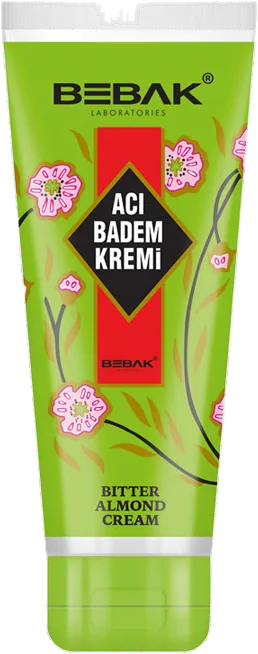 BEBAK®
LABORATORIES
ACI
BADEM
KREMİ
BEBAK®
BITTER
ALMOND
CREAM